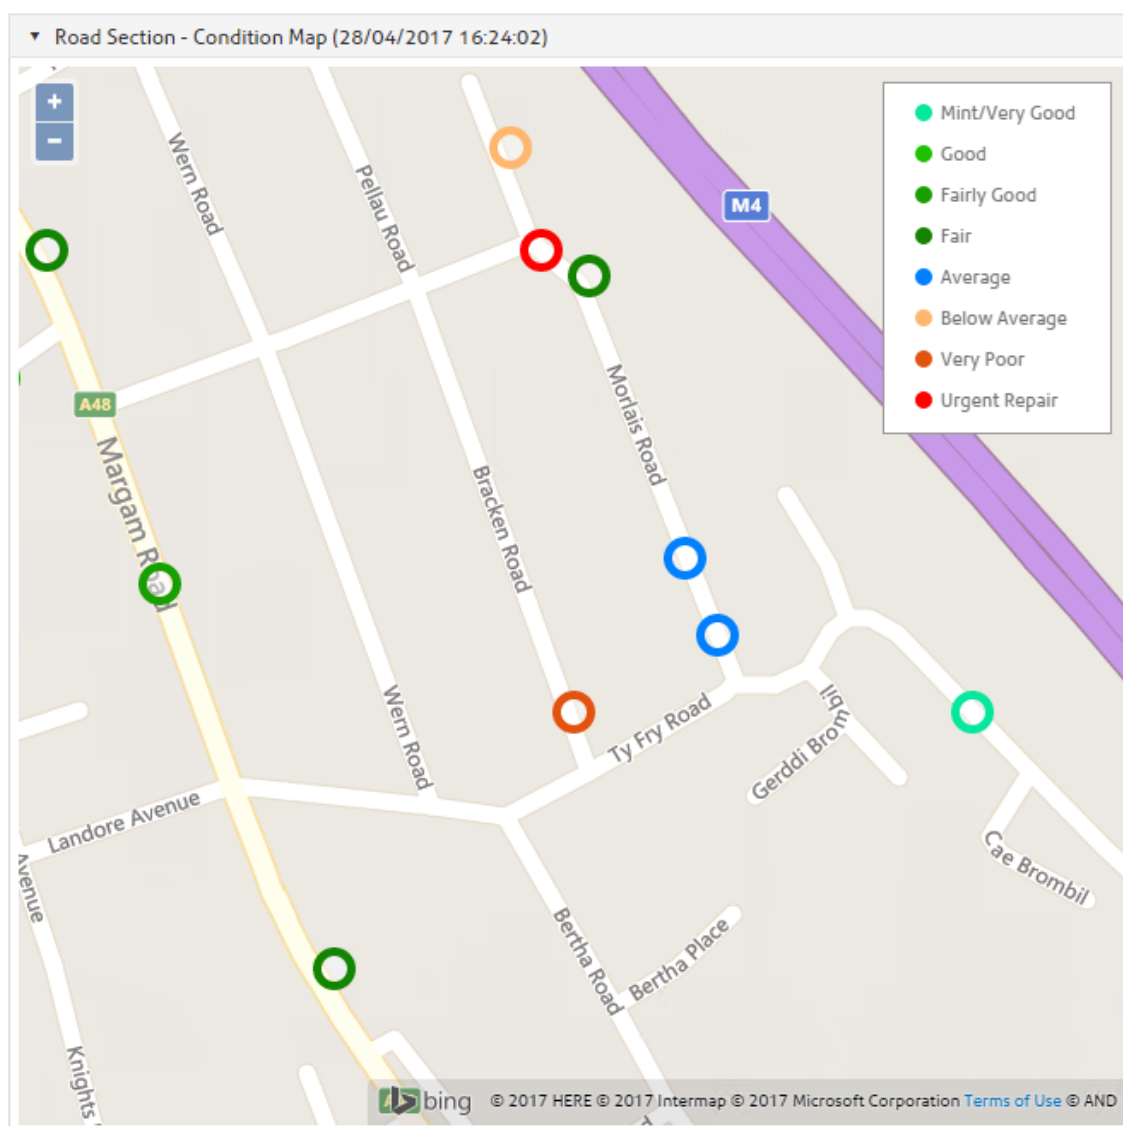 Road Section - Condition Map (28/04/2017 16:24:02)
+
−
Mint/Very Good
Good
Fairly Good
Fair
Average
Below Average
Very Poor
Urgent Repair
M4
Wern Road
Pellau Road
A48
Margam Road
Morlais Road
Bracken Road
Wern Road
Ty Fry Road
Gerddi Brombil
Cae Brombil
Landore Avenue
Avenue
Bertha Road
Bertha Place
Knights
bing
© 2017 HERE © 2017 Intermap © 2017 Microsoft Corporation Terms of Use © AND